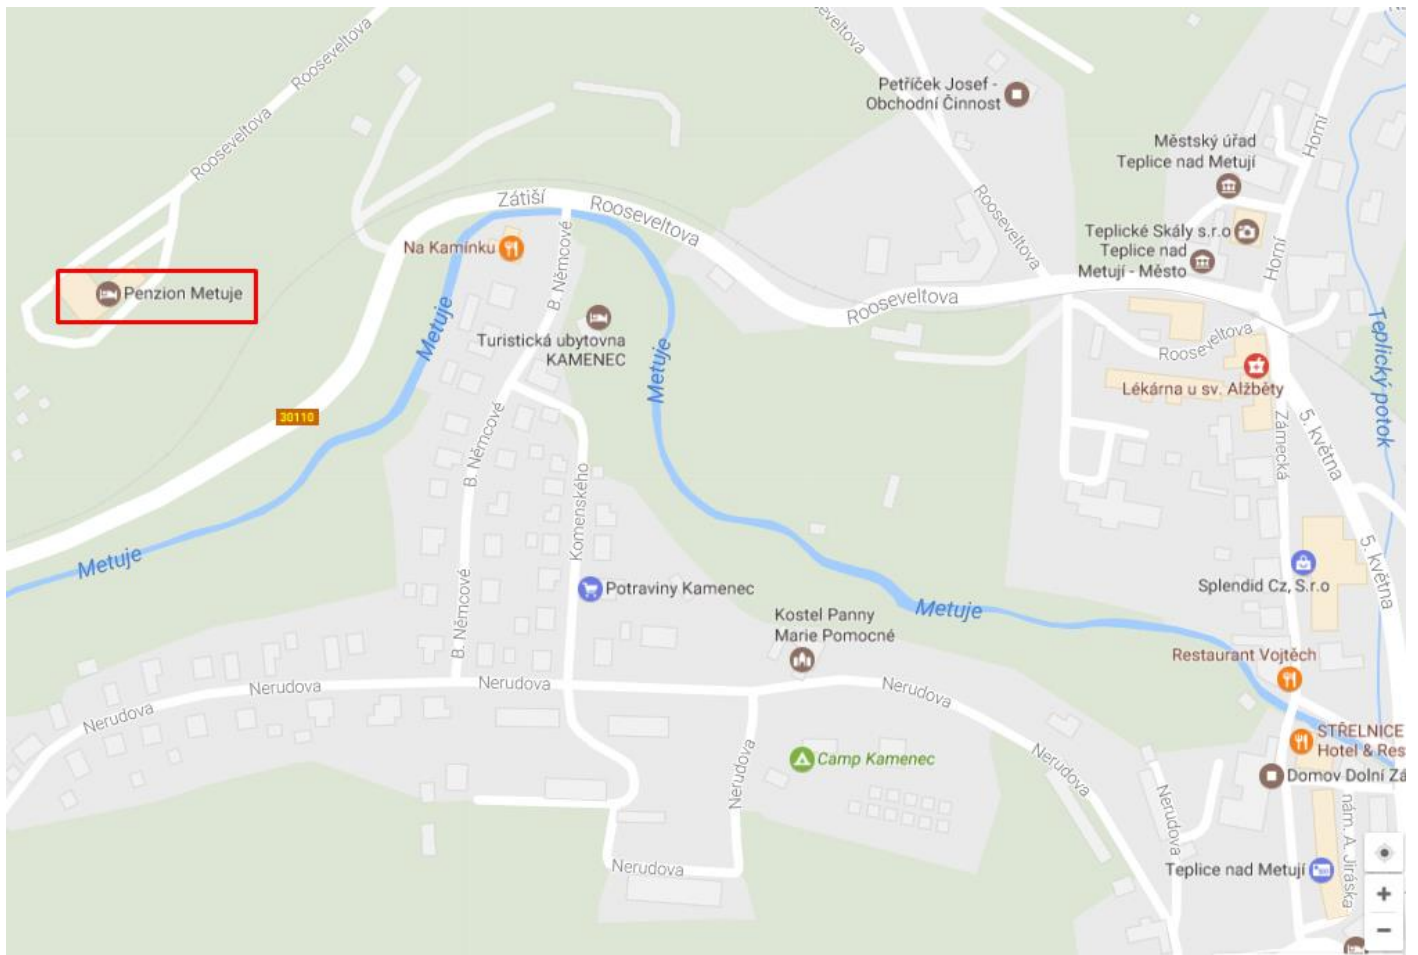 Rooseveltova
Rooseveltova
Petříček Josef -
Obchodní Činnost
Horní
Městský úřad
Teplice nad Metují
Rooseveltova
Zátiší
Rooseveltova
Rooseveltova
Teplické Skály s.r.o
Teplice nad
Metují - Město
Horní
Na Kamínku
B. Němcové
Penzion Metuje
Rooseveltova
Metuje
Turistická ubytovna
KAMENEC
Metuje
Rooseveltova
Teplický potok
Lékárna u sv. Alžběty
30110
B. Němcové
Zámecká
5. května
Komenského
Metuje
5. května
Potraviny Kamenec
Splendid Cz, S.r.o
B. Němcové
Kostel Panny
Marie Pomocné
Metuje
Restaurant Vojtěch
Nerudova
Nerudova
Nerudova
Nerudova
STŘELNICE
Hotel & Res
Nerudova
Nerudova
Camp Kamenec
Domov Dolní Zá
Nerudova
nám. A. Jiráska
Nerudova
Teplice nad Metují